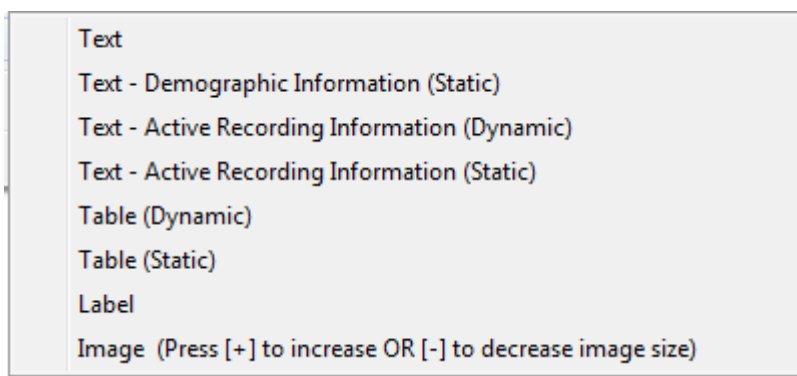 Text
Text - Demographic Information (Static)
Text - Active Recording Information (Dynamic)
Text - Active Recording Information (Static)
Table (Dynamic)
Table (Static)
Label
Image  (Press [+] to increase OR [-] to decrease image size)